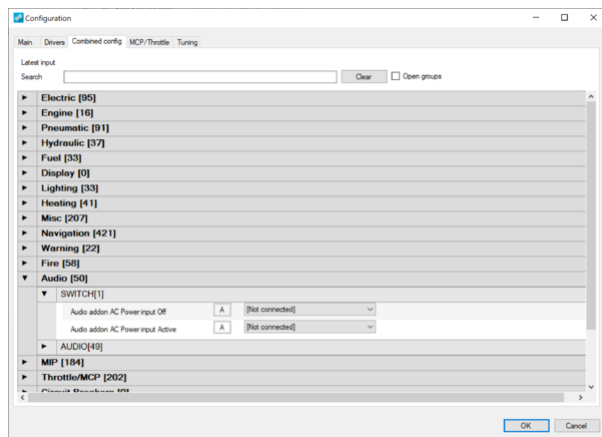 Configuration
Main Drivers Combined config MCP/Throttle Tuning
Latest input
Search Clear Open groups
Electric [95]
Engine [16]
Pneumatic [91]
Hydraulic [37]
Fuel [33]
Display [0]
Lighting [33]
Heating [41]
Misc [207]
Navigation [421]
Warning [22]
Fire [58]
Audio [50]
SWITCH[1]
Audio addon AC Power input Off A [Not connected]
Audio addon AC Power input Active A [Not connected]
AUDIO[49]
MIP [184]
Throttle/MCP [202]
Circuit Breakers [0]
OK Cancel